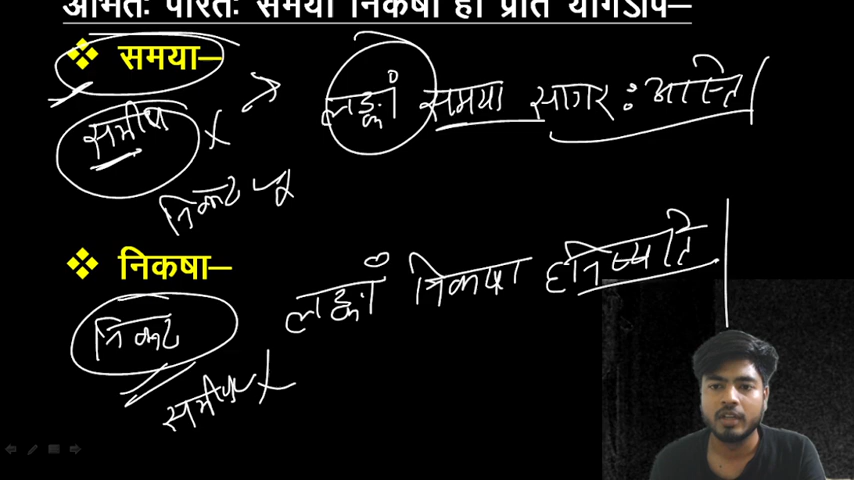 अभितः परितः समया निकषा हा प्रति योगेऽपि–
❖ समया–
लङ्कां समया सागरः अस्ति।
समीप x
निकट
❖ निकषा–
लङ्कां निकषा हनिष्यति।
निकट
समीप x